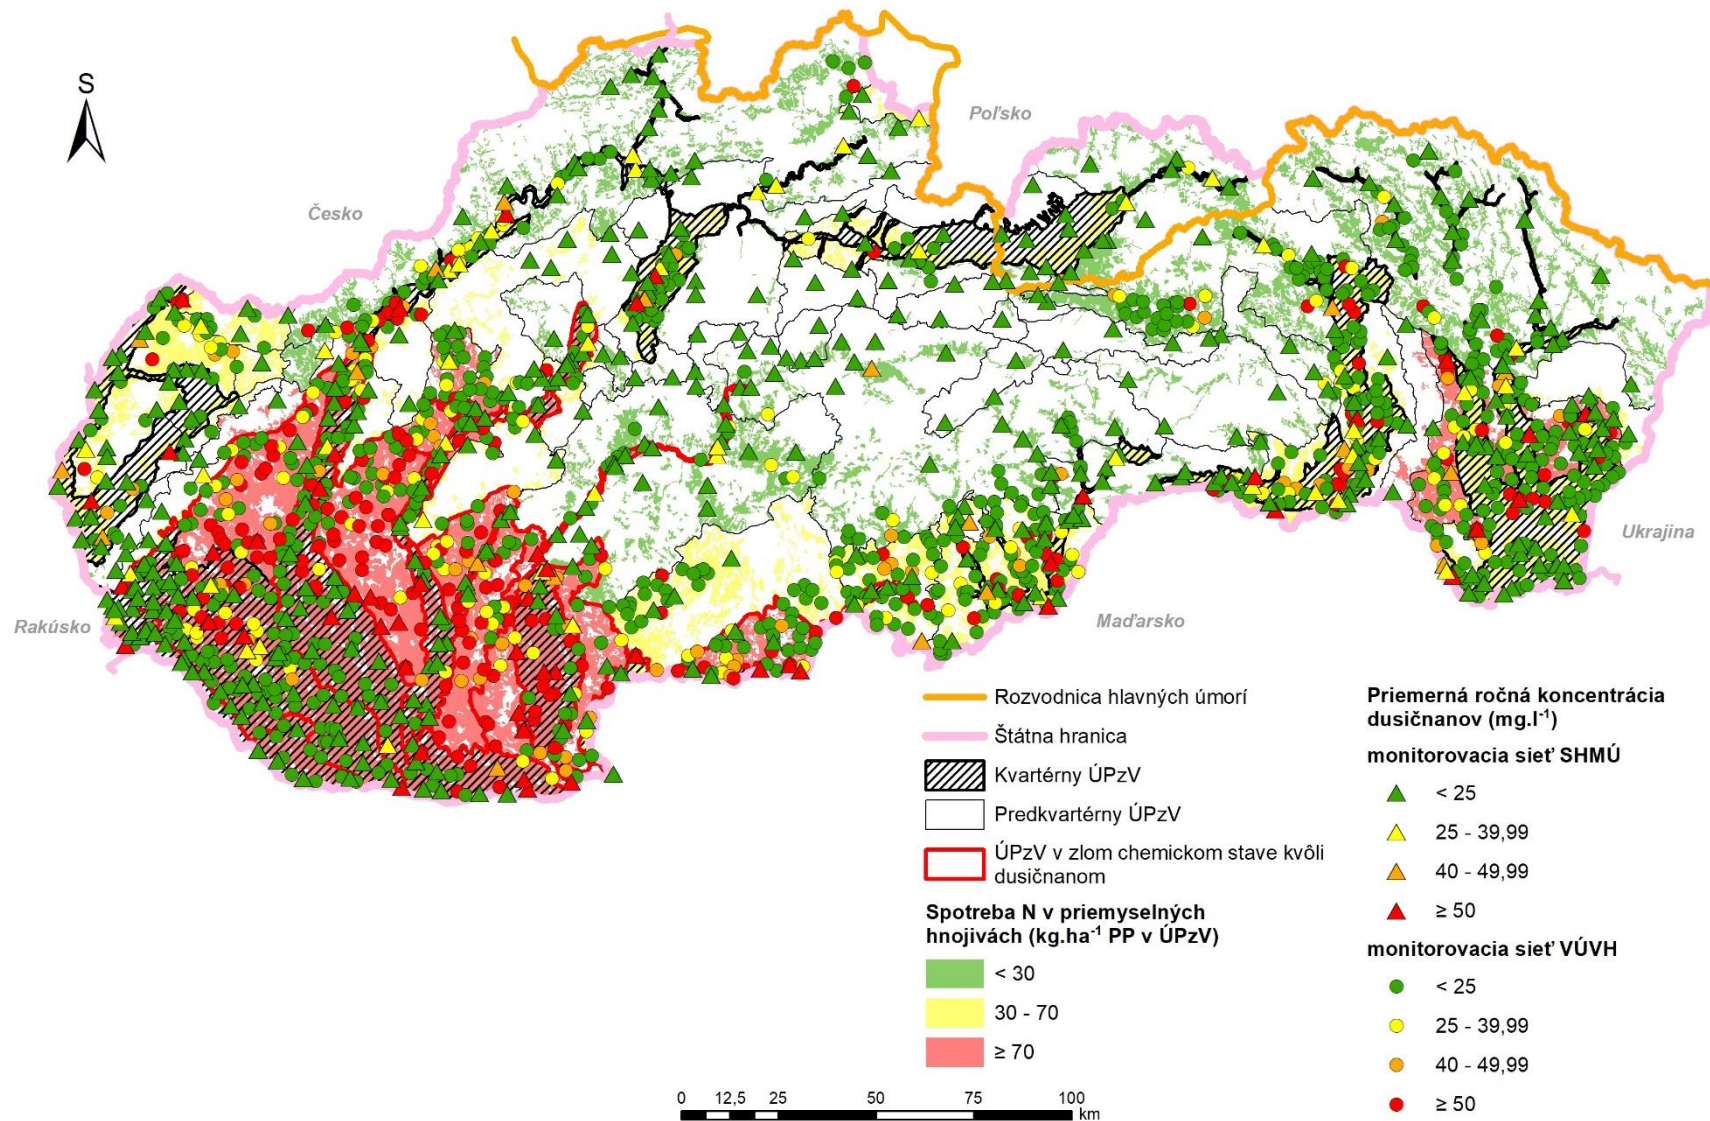 S
Poľsko
Česko
Ukrajina
Rakúsko
Maďarsko
Rozvodnica hlavných úmorí
Štátna hranica
Kvartérny ÚPzV
Predkvartérny ÚPzV
ÚPzV v zlom chemickom stave kvôli
dusičnanom
Spotreba N v priemyselných
hnojivách (kg.ha⁻¹ PP v ÚPzV)
< 30
30 - 70
≥ 70
Priemerná ročná koncentrácia
dusičnanov (mg.l⁻¹)
monitorovacia sieť SHMÚ
< 25
25 - 39,99
40 - 49,99
≥ 50
monitorovacia sieť VÚVH
< 25
25 - 39,99
40 - 49,99
≥ 50
0 12,5 25 50 75 100
km